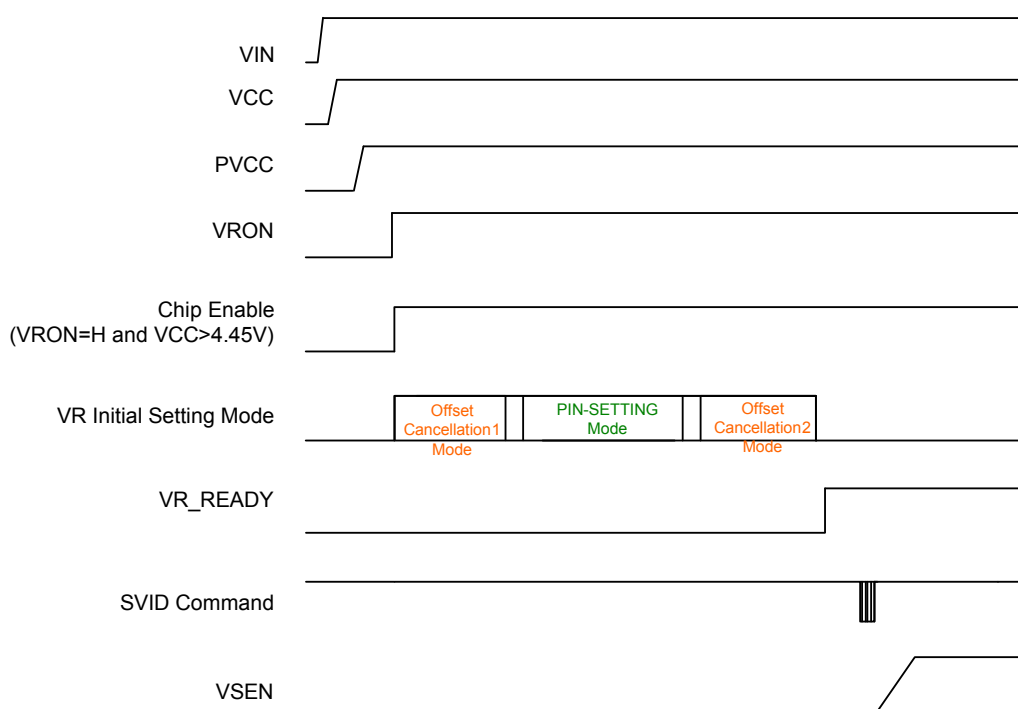 VIN
VCC
PVCC
VRON
Chip Enable
(VRON=H and VCC>4.45V)
VR Initial Setting Mode
Offset
Cancellation1
Mode
PIN-SETTING
Mode
Offset
Cancellation2
Mode
VR_READY
SVID Command
VSEN